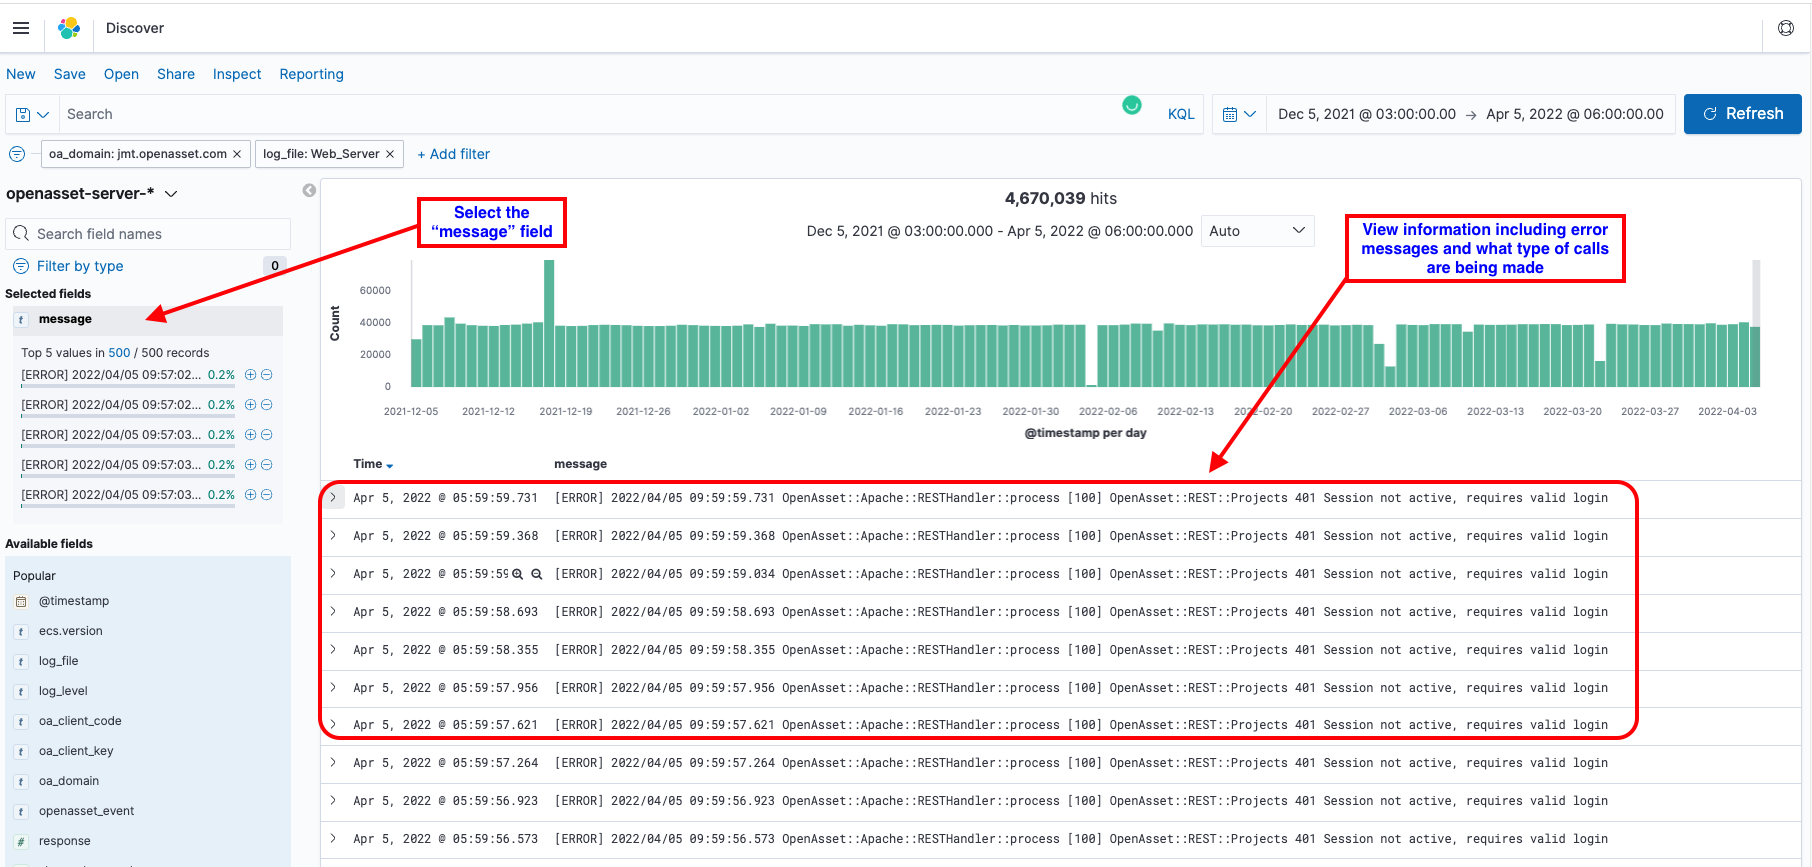 Discover
New Save Open Share Inspect Reporting
Search
KQL
Dec 5, 2021 @ 03:00:00.00 → Apr 5, 2022 @ 06:00:00.00
Refresh
oa_domain: jmt.openasset.com ×
log_file: Web_Server ×
+ Add filter
openasset-server-*
Search field names
Filter by type 0
Selected fields
t message
Top 5 values in 500 / 500 records
[ERROR] 2022/04/05 09:57:02... 0.2%
[ERROR] 2022/04/05 09:57:02... 0.2%
[ERROR] 2022/04/05 09:57:03... 0.2%
[ERROR] 2022/04/05 09:57:03... 0.2%
[ERROR] 2022/04/05 09:57:03... 0.2%
Available fields
Popular
@timestamp
t ecs.version
t log_file
t log_level
t oa_client_code
t oa_client_key
t oa_domain
t openasset_event
# response
Select the
“message” field
4,670,039 hits
Dec 5, 2021 @ 03:00:00.000 - Apr 5, 2022 @ 06:00:00.000
Auto
View information including error
messages and what type of calls
are being made
Count
60000
40000
20000
0
2021-12-05 2021-12-12 2021-12-19 2021-12-26 2022-01-02 2022-01-09 2022-01-16 2022-01-23 2022-01-30 2022-02-06 2022-02-13 2022-02-20 2022-02-27 2022-03-06 2022-03-13 2022-03-20 2022-03-27 2022-04-03
@timestamp per day
Time message
Apr 5, 2022 @ 05:59:59.731 [ERROR] 2022/04/05 09:59:59.731 OpenAsset::Apache::RESTHandler::process [100] OpenAsset::REST::Projects 401 Session not active, requires valid login
Apr 5, 2022 @ 05:59:59.368 [ERROR] 2022/04/05 09:59:59.368 OpenAsset::Apache::RESTHandler::process [100] OpenAsset::REST::Projects 401 Session not active, requires valid login
Apr 5, 2022 @ 05:59:59 [ERROR] 2022/04/05 09:59:59.034 OpenAsset::Apache::RESTHandler::process [100] OpenAsset::REST::Projects 401 Session not active, requires valid login
Apr 5, 2022 @ 05:59:58.693 [ERROR] 2022/04/05 09:59:58.693 OpenAsset::Apache::RESTHandler::process [100] OpenAsset::REST::Projects 401 Session not active, requires valid login
Apr 5, 2022 @ 05:59:58.355 [ERROR] 2022/04/05 09:59:58.355 OpenAsset::Apache::RESTHandler::process [100] OpenAsset::REST::Projects 401 Session not active, requires valid login
Apr 5, 2022 @ 05:59:57.956 [ERROR] 2022/04/05 09:59:57.956 OpenAsset::Apache::RESTHandler::process [100] OpenAsset::REST::Projects 401 Session not active, requires valid login
Apr 5, 2022 @ 05:59:57.621 [ERROR] 2022/04/05 09:59:57.621 OpenAsset::Apache::RESTHandler::process [100] OpenAsset::REST::Projects 401 Session not active, requires valid login
Apr 5, 2022 @ 05:59:57.264 [ERROR] 2022/04/05 09:59:57.264 OpenAsset::Apache::RESTHandler::process [100] OpenAsset::REST::Projects 401 Session not active, requires valid login
Apr 5, 2022 @ 05:59:56.923 [ERROR] 2022/04/05 09:59:56.923 OpenAsset::Apache::RESTHandler::process [100] OpenAsset::REST::Projects 401 Session not active, requires valid login
Apr 5, 2022 @ 05:59:56.573 [ERROR] 2022/04/05 09:59:56.573 OpenAsset::Apache::RESTHandler::process [100] OpenAsset::REST::Projects 401 Session not active, requires valid login